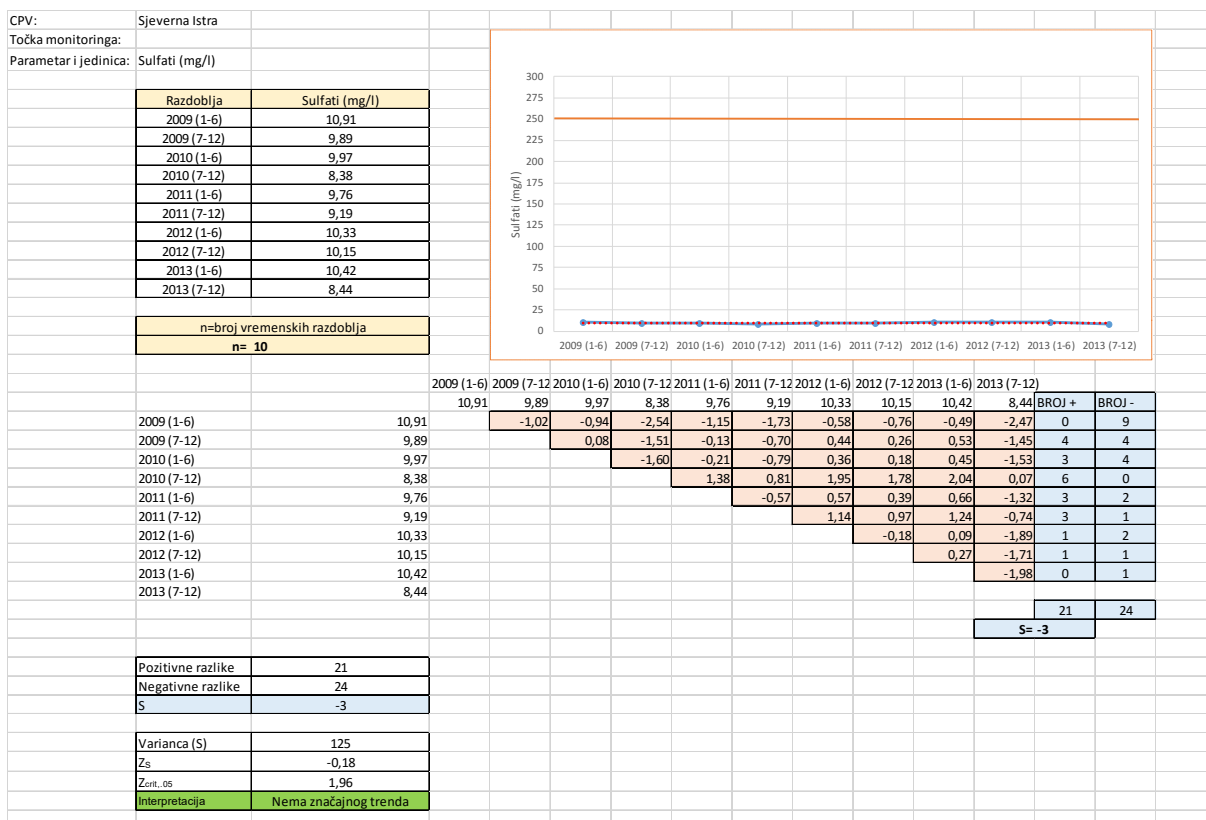 CPV: Sjeverna Istra
Točka monitoringa:
Parametar i jedinica: Sulfati (mg/l)
Razdoblja Sulfati (mg/l)
2009 (1-6) 10,91
2009 (7-12) 9,89
2010 (1-6) 9,97
2010 (7-12) 8,38
2011 (1-6) 9,76
2011 (7-12) 9,19
2012 (1-6) 10,33
2012 (7-12) 10,15
2013 (1-6) 10,42
2013 (7-12) 8,44
n=broj vremenskih razdoblja
n= 10
Sulfati (mg/l)
300
275
250
225
200
175
150
125
100
75
50
25
0
2009 (1-6) 2009 (7-12) 2010 (1-6) 2010 (7-12) 2011 (1-6) 2011 (7-12) 2012 (1-6) 2012 (7-12) 2013 (1-6) 2013 (7-12)
2009 (1-6) 2009 (7-12 2010 (1-6) 2010 (7-12 2011 (1-6) 2011 (7-12 2012 (1-6) 2012 (7-12 2013 (1-6) 2013 (7-12)
10,91 9,89 9,97 8,38 9,76 9,19 10,33 10,15 10,42 8,44 BROJ + BROJ -
2009 (1-6) 10,91 -1,02 -0,94 -2,54 -1,15 -1,73 -0,58 -0,76 -0,49 -2,47 0 9
2009 (7-12) 9,89 0,08 -1,51 -0,13 -0,70 0,44 0,26 0,53 -1,45 4 4
2010 (1-6) 9,97 -1,60 -0,21 -0,79 0,36 0,18 0,45 -1,53 3 4
2010 (7-12) 8,38 1,38 0,81 1,95 1,78 2,04 0,07 6 0
2011 (1-6) 9,76 -0,57 0,57 0,39 0,66 -1,32 3 2
2011 (7-12) 9,19 1,14 0,97 1,24 -0,74 3 1
2012 (1-6) 10,33 -0,18 0,09 -1,89 1 2
2012 (7-12) 10,15 0,27 -1,71 1 1
2013 (1-6) 10,42 -1,98 0 1
2013 (7-12) 8,44
21 24
S= -3
Pozitivne razlike 21
Negativne razlike 24
S -3
Varianca (S) 125
Zs -0,18
Zcrit,.05 1,96
Interpretacija Nema značajnog trenda